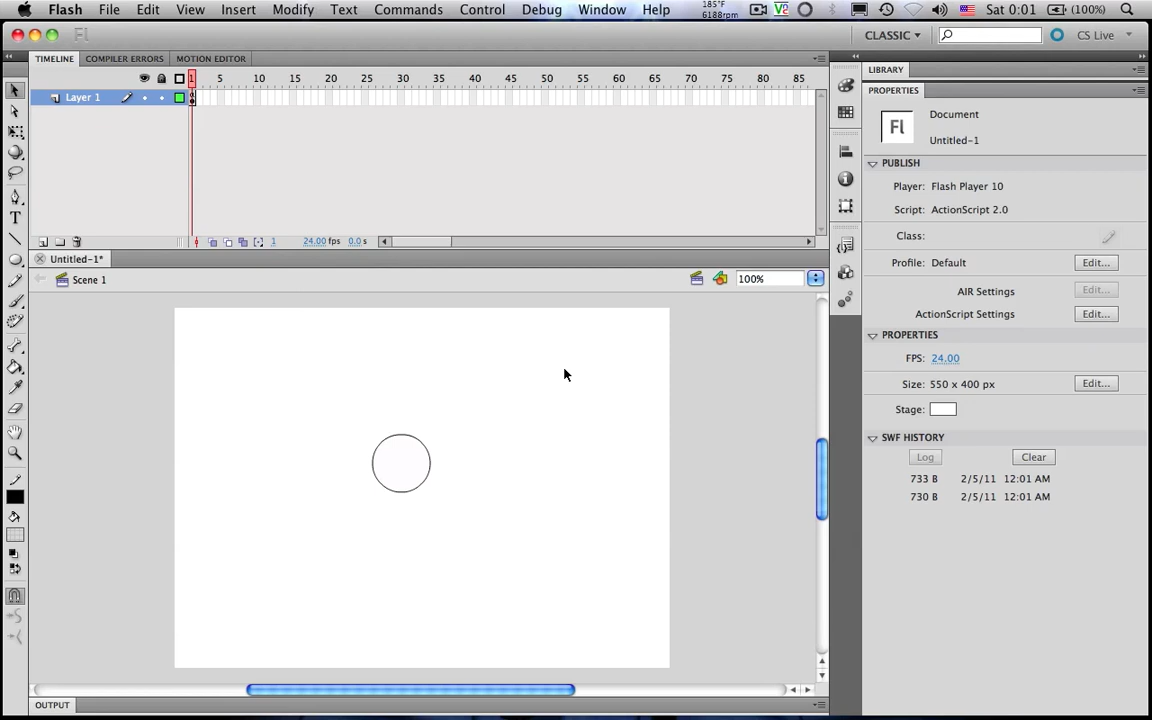 Flash File Edit View Insert Modify Text Commands Control Debug Window Help 185°F 6188rpm Sat 0:01 (100%)
Fl CLASSIC CS Live
TIMELINE COMPILER ERRORS MOTION EDITOR
1 5 10 15 20 25 30 35 40 45 50 55 60 65 70 75 80 85
Layer 1
1 24.00 fps 0.0 s
Untitled-1*
Scene 1
100%
OUTPUT
LIBRARY
PROPERTIES
Fl
Document
Untitled-1
PUBLISH
Player: Flash Player 10
Script: ActionScript 2.0
Class:
Profile: Default Edit...
AIR Settings Edit...
ActionScript Settings Edit...
PROPERTIES
FPS: 24.00
Size: 550 x 400 px Edit...
Stage:
SWF HISTORY
Log Clear
733 B 2/5/11 12:01 AM
730 B 2/5/11 12:01 AM